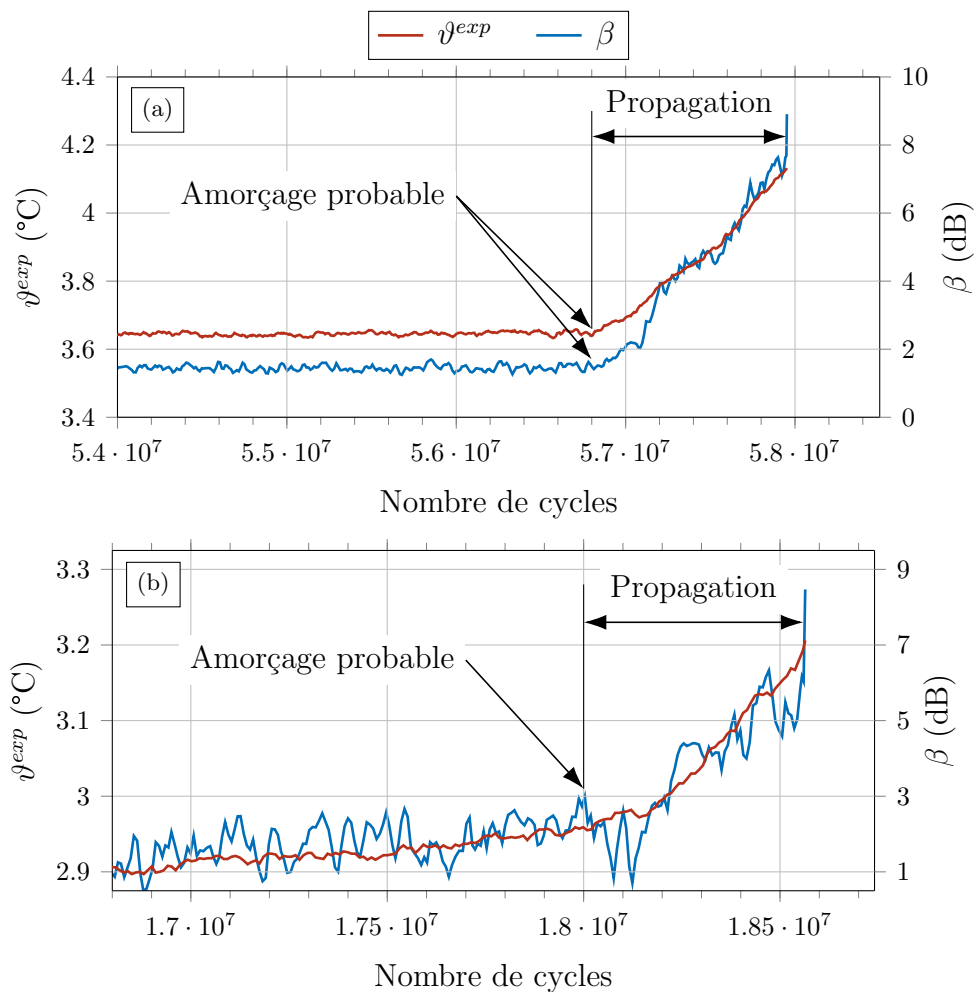 ϑ^exp β
(a)
Propagation
Amorçage probable
4.4
4.2
4
3.8
3.6
3.4
ϑ^exp (°C)
10
8
6
4
2
0
β (dB)
5.4 · 10^7 5.5 · 10^7 5.6 · 10^7 5.7 · 10^7 5.8 · 10^7
Nombre de cycles
(b)
Propagation
Amorçage probable
3.3
3.2
3.1
3
2.9
ϑ^exp (°C)
9
7
5
3
1
β (dB)
1.7 · 10^7 1.75 · 10^7 1.8 · 10^7 1.85 · 10^7
Nombre de cycles